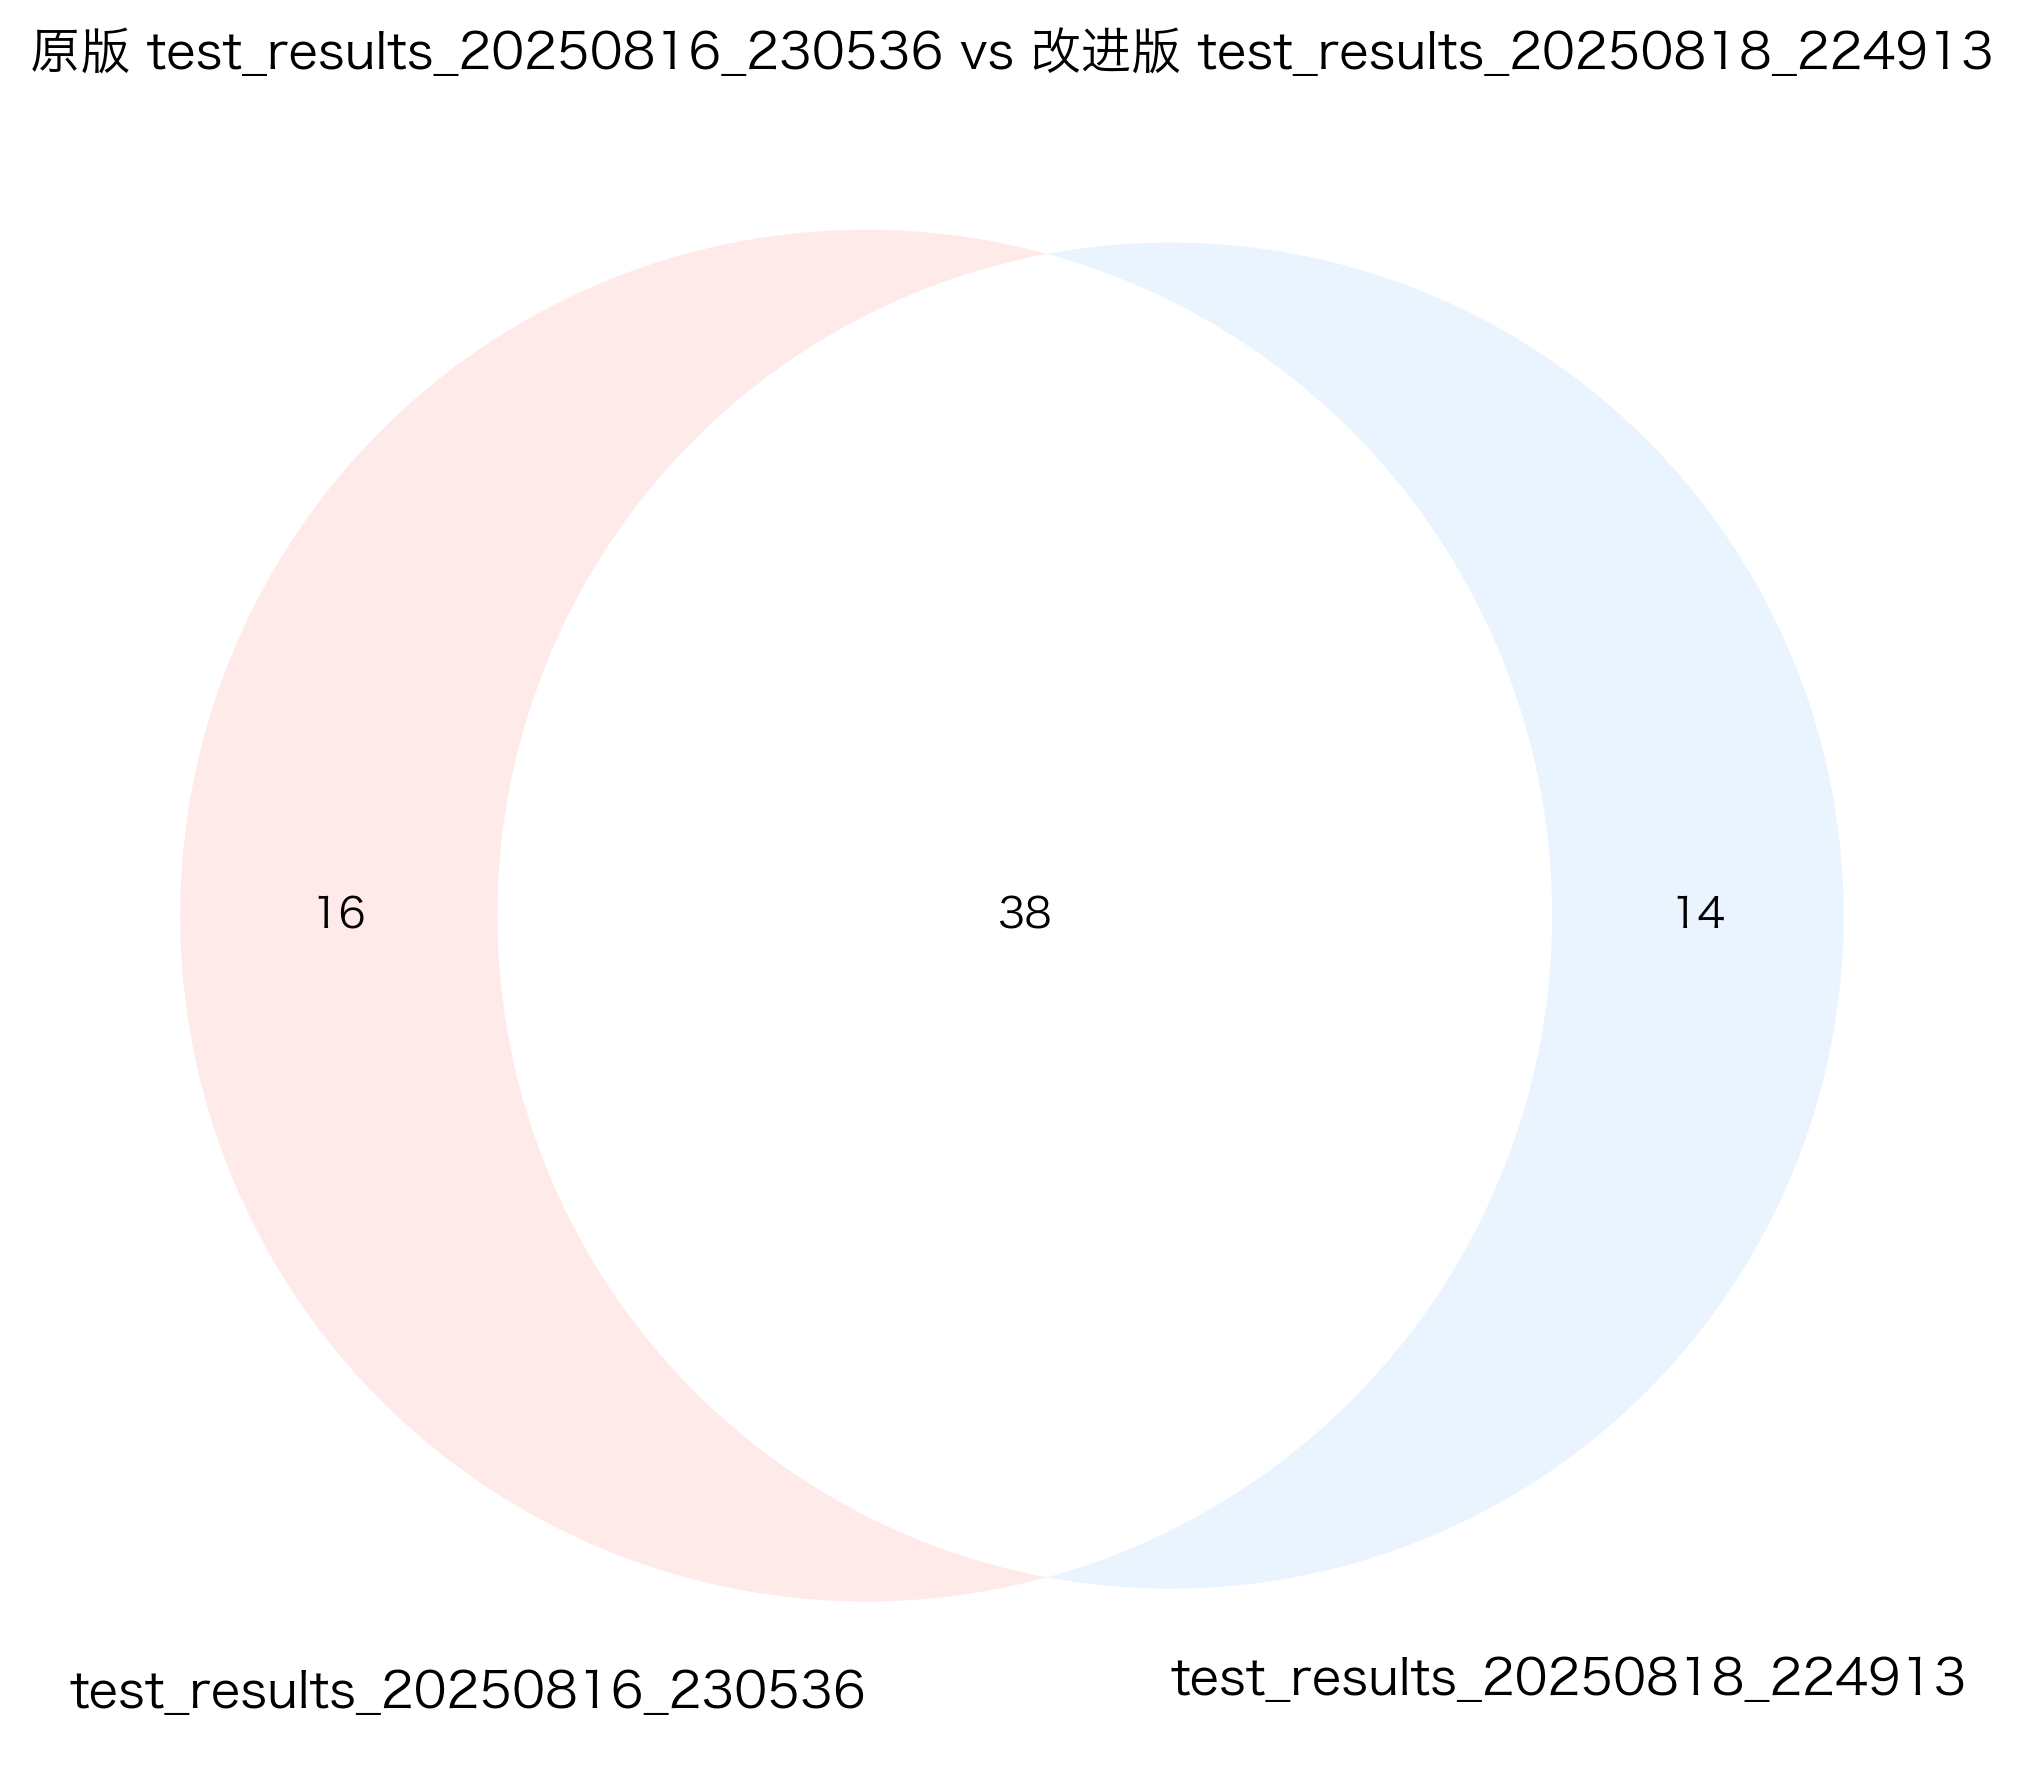 原版 test_results_20250816_230536 vs 改进版 test_results_20250818_224913
16
38
14
test_results_20250816_230536
test_results_20250818_224913